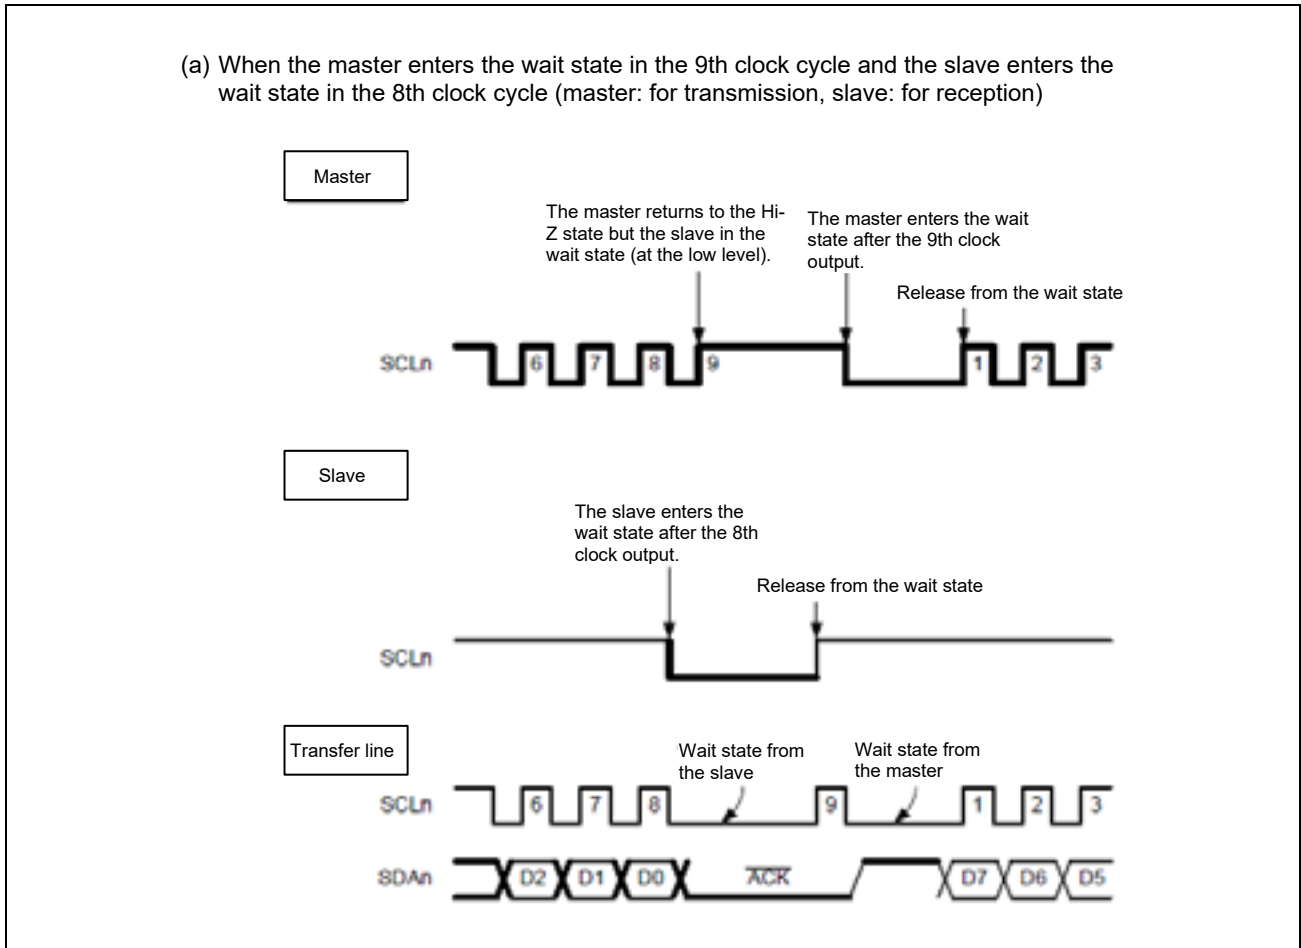 (a) When the master enters the wait state in the 9th clock cycle and the slave enters the
wait state in the 8th clock cycle (master: for transmission, slave: for reception)
Master
The master returns to the Hi-
Z state but the slave in the
wait state (at the low level).
The master enters the wait
state after the 9th clock
output.
Release from the wait state
SCLn 6 7 8 9 1 2 3
Slave
The slave enters the
wait state after the 8th
clock output.
Release from the wait state
SCLn
Transfer line
Wait state from
the slave
Wait state from
the master
SCLn 6 7 8 9 1 2 3
SDAn D2 D1 D0 ACK D7 D6 D5